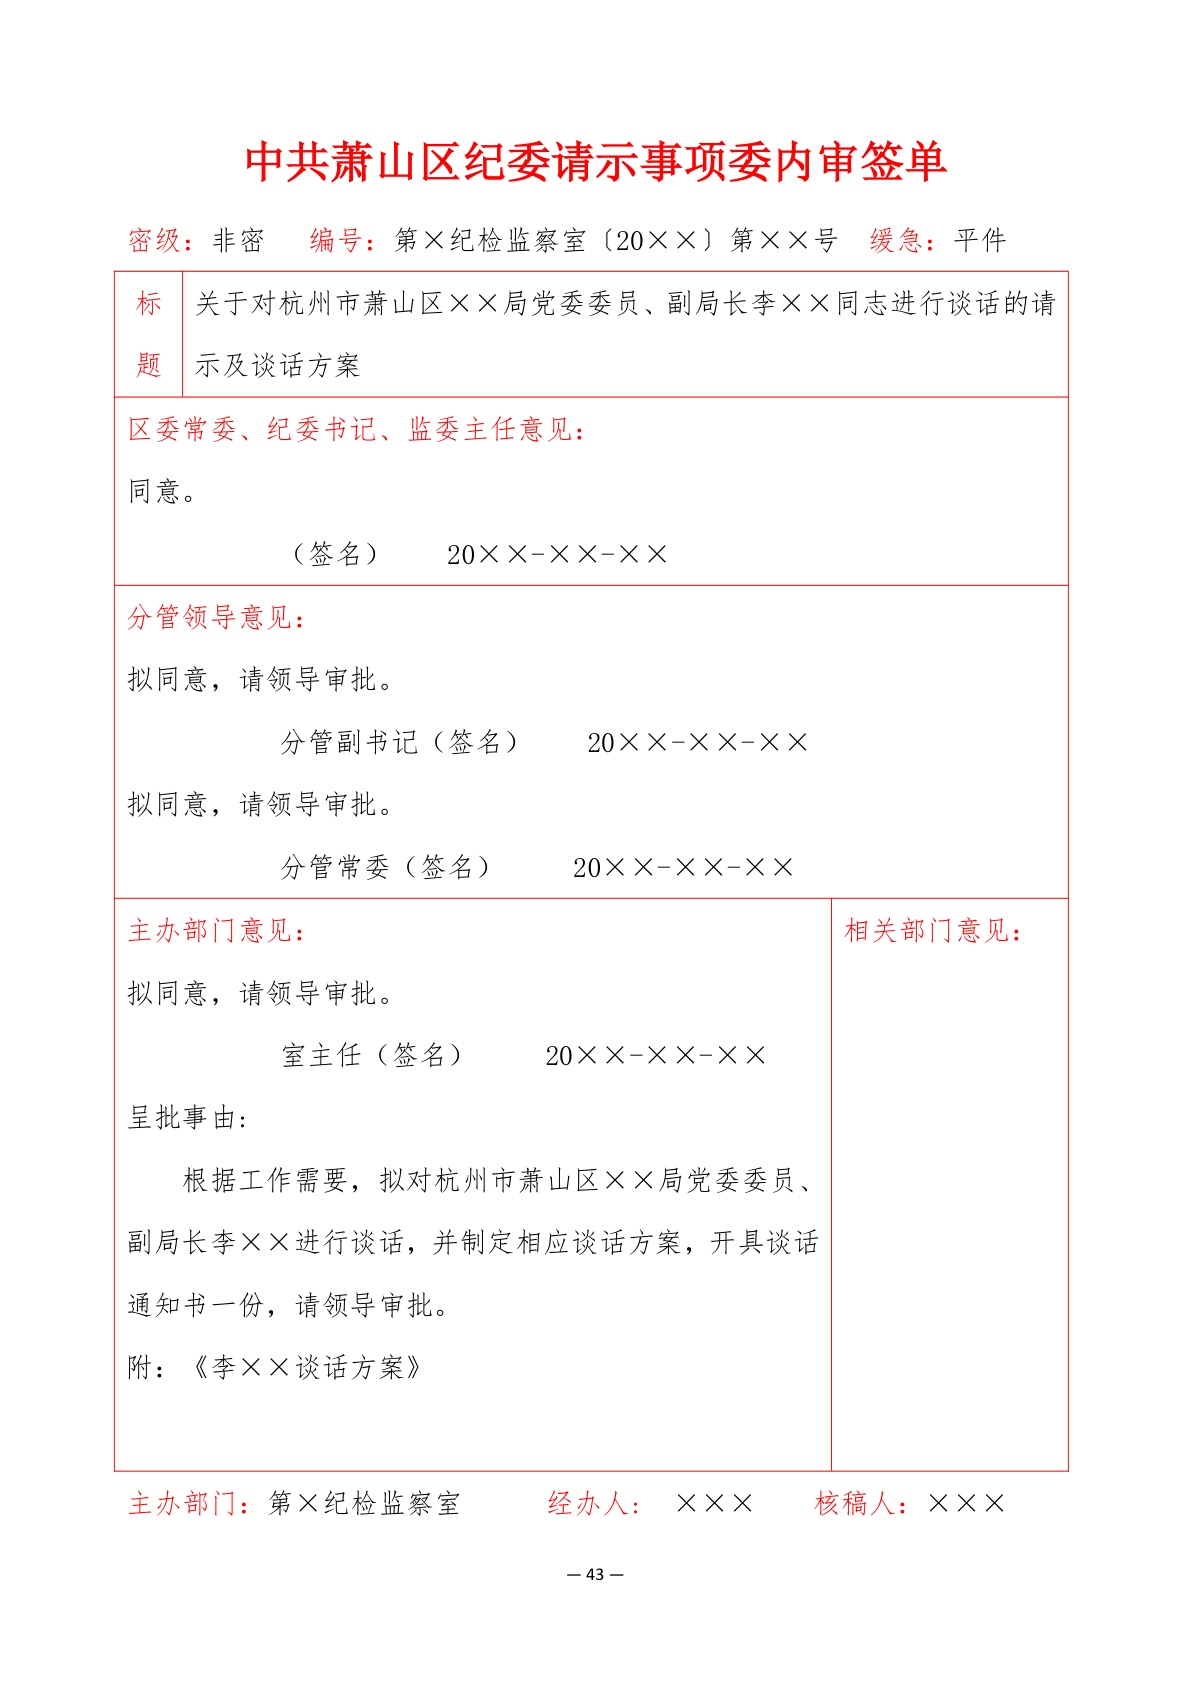 中共萧山区纪委请示事项委内审签单
密级：非密 编号：第×纪检监察室〔20××〕第××号 缓急：平件
标题
关于对杭州市萧山区××局党委委员、副局长李××同志进行谈话的请
示及谈话方案
区委常委、纪委书记、监委主任意见：
同意。
（签名） 20××-××-××
分管领导意见：
拟同意，请领导审批。
分管副书记（签名） 20××-××-××
拟同意，请领导审批。
分管常委（签名） 20××-××-××
主办部门意见：
拟同意，请领导审批。
室主任（签名） 20××-××-××
呈批事由:
根据工作需要，拟对杭州市萧山区××局党委委员、
副局长李××进行谈话，并制定相应谈话方案，开具谈话
通知书一份，请领导审批。
附：《李××谈话方案》
相关部门意见：
主办部门：第×纪检监察室 经办人： ××× 核稿人：×××
— 43 —